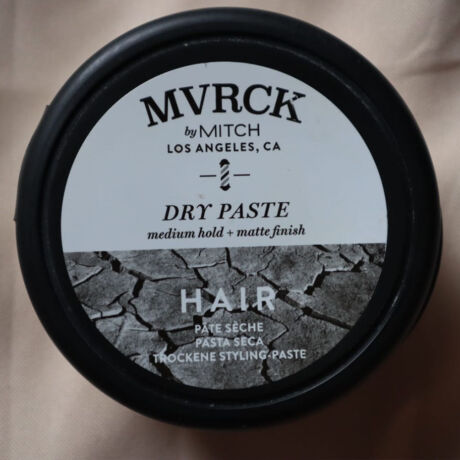 MVRCK
by MITCH
LOS ANGELES, CA
DRY PASTE
medium hold + matte finish
HAIR
PÂTE SÈCHE
PASTA SECA
TROCKENE STYLING-PASTE